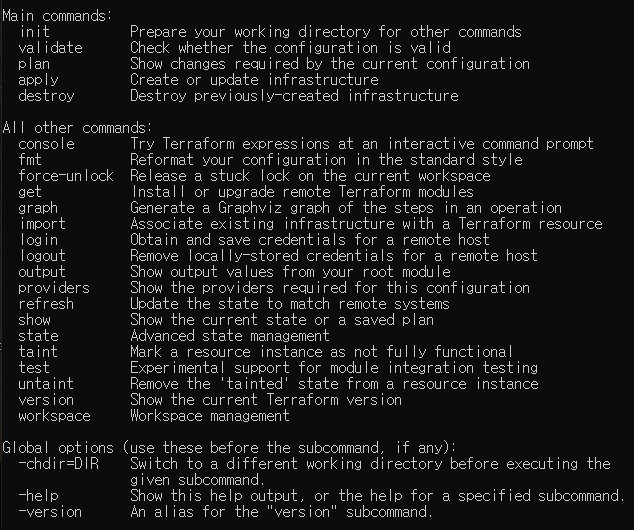 Main commands:
  init          Prepare your working directory for other commands
  validate      Check whether the configuration is valid
  plan          Show changes required by the current configuration
  apply         Create or update infrastructure
  destroy       Destroy previously-created infrastructure

All other commands:
  console       Try Terraform expressions at an interactive command prompt
  fmt           Reformat your configuration in the standard style
  force-unlock  Release a stuck lock on the current workspace
  get           Install or upgrade remote Terraform modules
  graph         Generate a Graphviz graph of the steps in an operation
  import        Associate existing infrastructure with a Terraform resource
  login         Obtain and save credentials for a remote host
  logout        Remove locally-stored credentials for a remote host
  output        Show output values from your root module
  providers     Show the providers required for this configuration
  refresh       Update the state to match remote systems
  show          Show the current state or a saved plan
  state         Advanced state management
  taint         Mark a resource instance as not fully functional
  test          Experimental support for module integration testing
  untaint       Remove the 'tainted' state from a resource instance
  version       Show the current Terraform version
  workspace     Workspace management

Global options (use these before the subcommand, if any):
  -chdir=DIR    Switch to a different working directory before executing the
                given subcommand.
  -help         Show this help output, or the help for a specified subcommand.
  -version      An alias for the "version" subcommand.